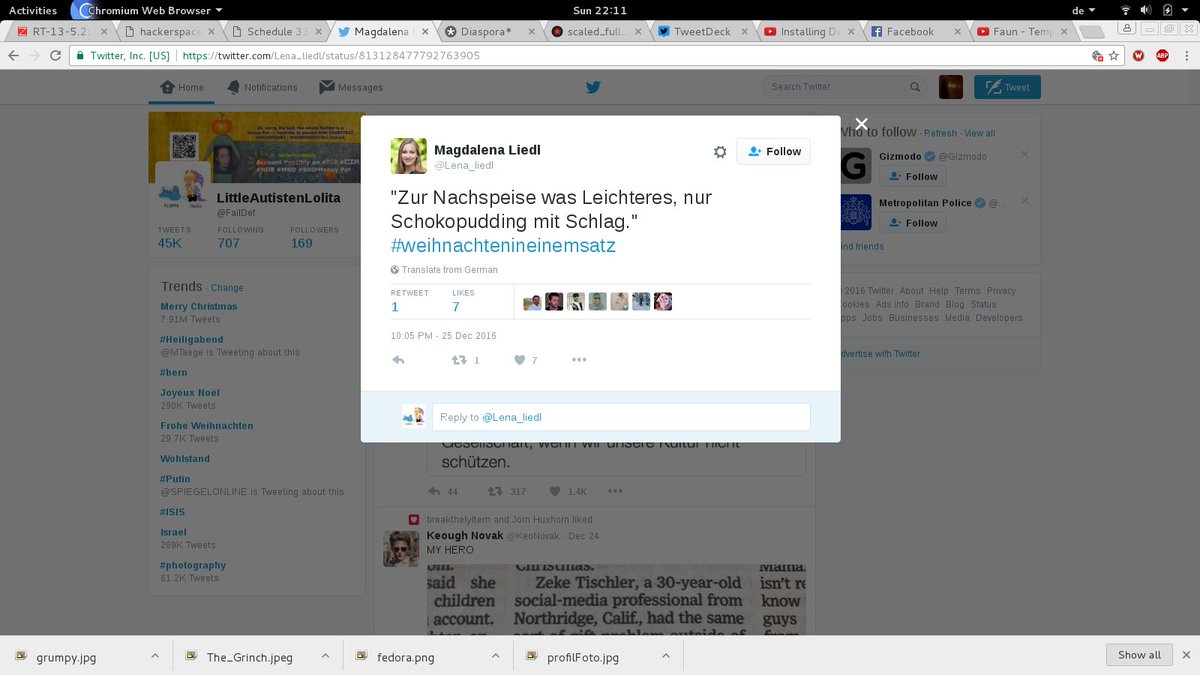 Activities
Chromium Web Browser
Sun 22:11
de
RT-13-5.2
hackerspace
Schedule 33
Magdalena
Diaspora*
scaled_full_
TweetDeck
Installing De
Facebook
Faun - Temp
Twitter, Inc. [US]
https://twitter.com/Lena_liedl/status/813128477792763905
Home
Notifications
Messages
Search Twitter
Tweet
LittleAutistenLolita
@FailDef
TWEETS FOLLOWING FOLLOWERS
45K 707 169
Trends · Change
Merry Christmas
7.91M Tweets
#Heiligabend
@MTaege is Tweeting about this
#bern
Joyeux Noël
290K Tweets
Frohe Weihnachten
29.7K Tweets
Wohlstand
#Putin
@SPIEGELONLINE is Tweeting about this
#ISIS
Israel
269K Tweets
#photography
61.2K Tweets
Magdalena Liedl
@Lena_liedl
Follow
"Zur Nachspeise was Leichteres, nur
Schokopudding mit Schlag."
#weihnachtenineinemsatz
Translate from German
RETWEET LIKES
1 7
10:05 PM - 25 Dec 2016
1 7
Reply to @Lena_liedl
Gesellschaft, wenn wir unsere Kultur nicht
schützen.
44 317 1.4K
breakthelyftem and Jörn Huxhorn liked
Keough Novak @KeoNovak · Dec 24
MY HERO
said she
children
account.
Christmas.
Zeke Tischler, a 30-year-old
social-media professional from
Northridge, Calif., had the same
sort of gift problem outside of
Mama.
isn't re
know
guys
Who to follow · Refresh · View all
Gizmodo @Gizmodo
Follow
Metropolitan Police @...
Follow
Find friends
© 2016 Twitter About Help Terms Privacy
Cookies Ads info Brand Blog Status
Apps Jobs Businesses Media Developers
Advertise with Twitter
grumpy.jpg
The_Grinch.jpeg
fedora.png
profilFoto.jpg
Show all